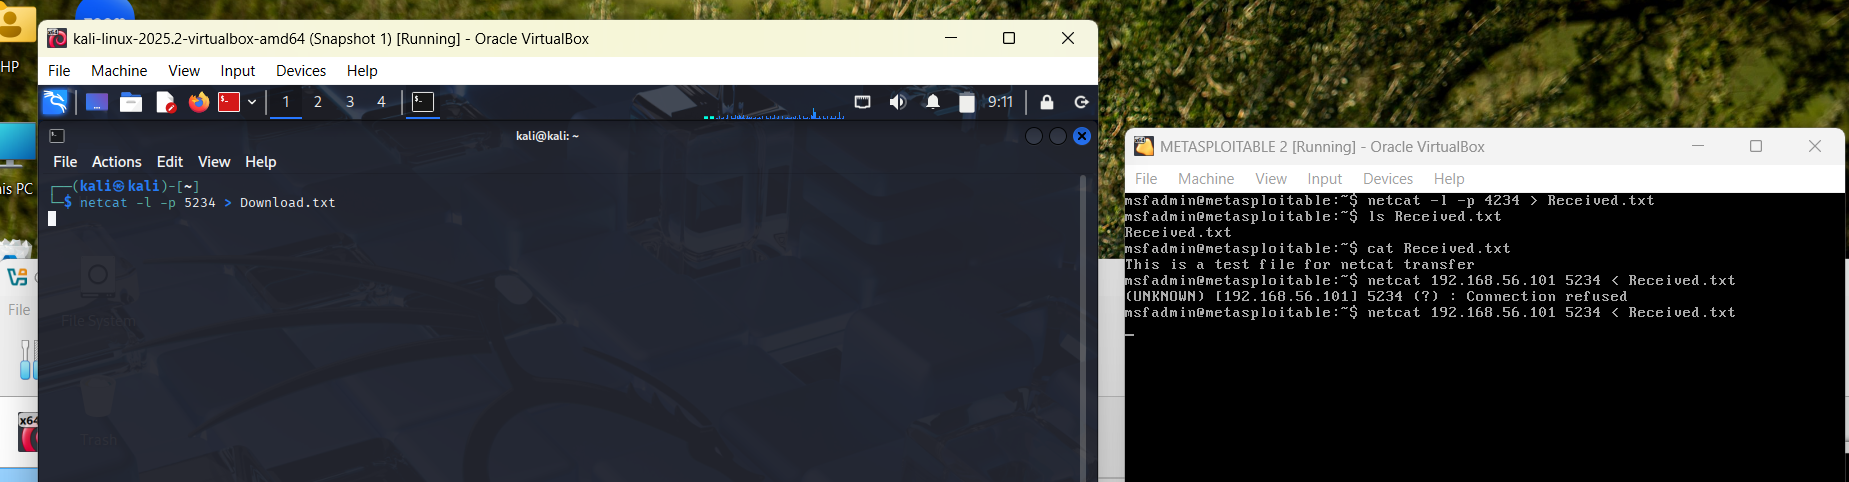 zoom
HP
his PC
kali-linux-2025.2-virtualbox-amd64 (Snapshot 1) [Running] - Oracle VirtualBox
File Machine View Input Devices Help
1 2 3 4 9:11
kali@kali: ~
File Actions Edit View Help
┌──(kali㉿kali)-[~]
└─$ netcat -l -p 5234 > Download.txt
File System
Trash
File
x64
METASPLOITABLE 2 [Running] - Oracle VirtualBox
File Machine View Input Devices Help
msfadmin@metasploitable:~$ netcat -l -p 4234 > Received.txt
msfadmin@metasploitable:~$ ls Received.txt
Received.txt
msfadmin@metasploitable:~$ cat Received.txt
This is a test file for netcat transfer
msfadmin@metasploitable:~$ netcat 192.168.56.101 5234 < Received.txt
(UNKNOWN) [192.168.56.101] 5234 (?) : Connection refused
msfadmin@metasploitable:~$ netcat 192.168.56.101 5234 < Received.txt